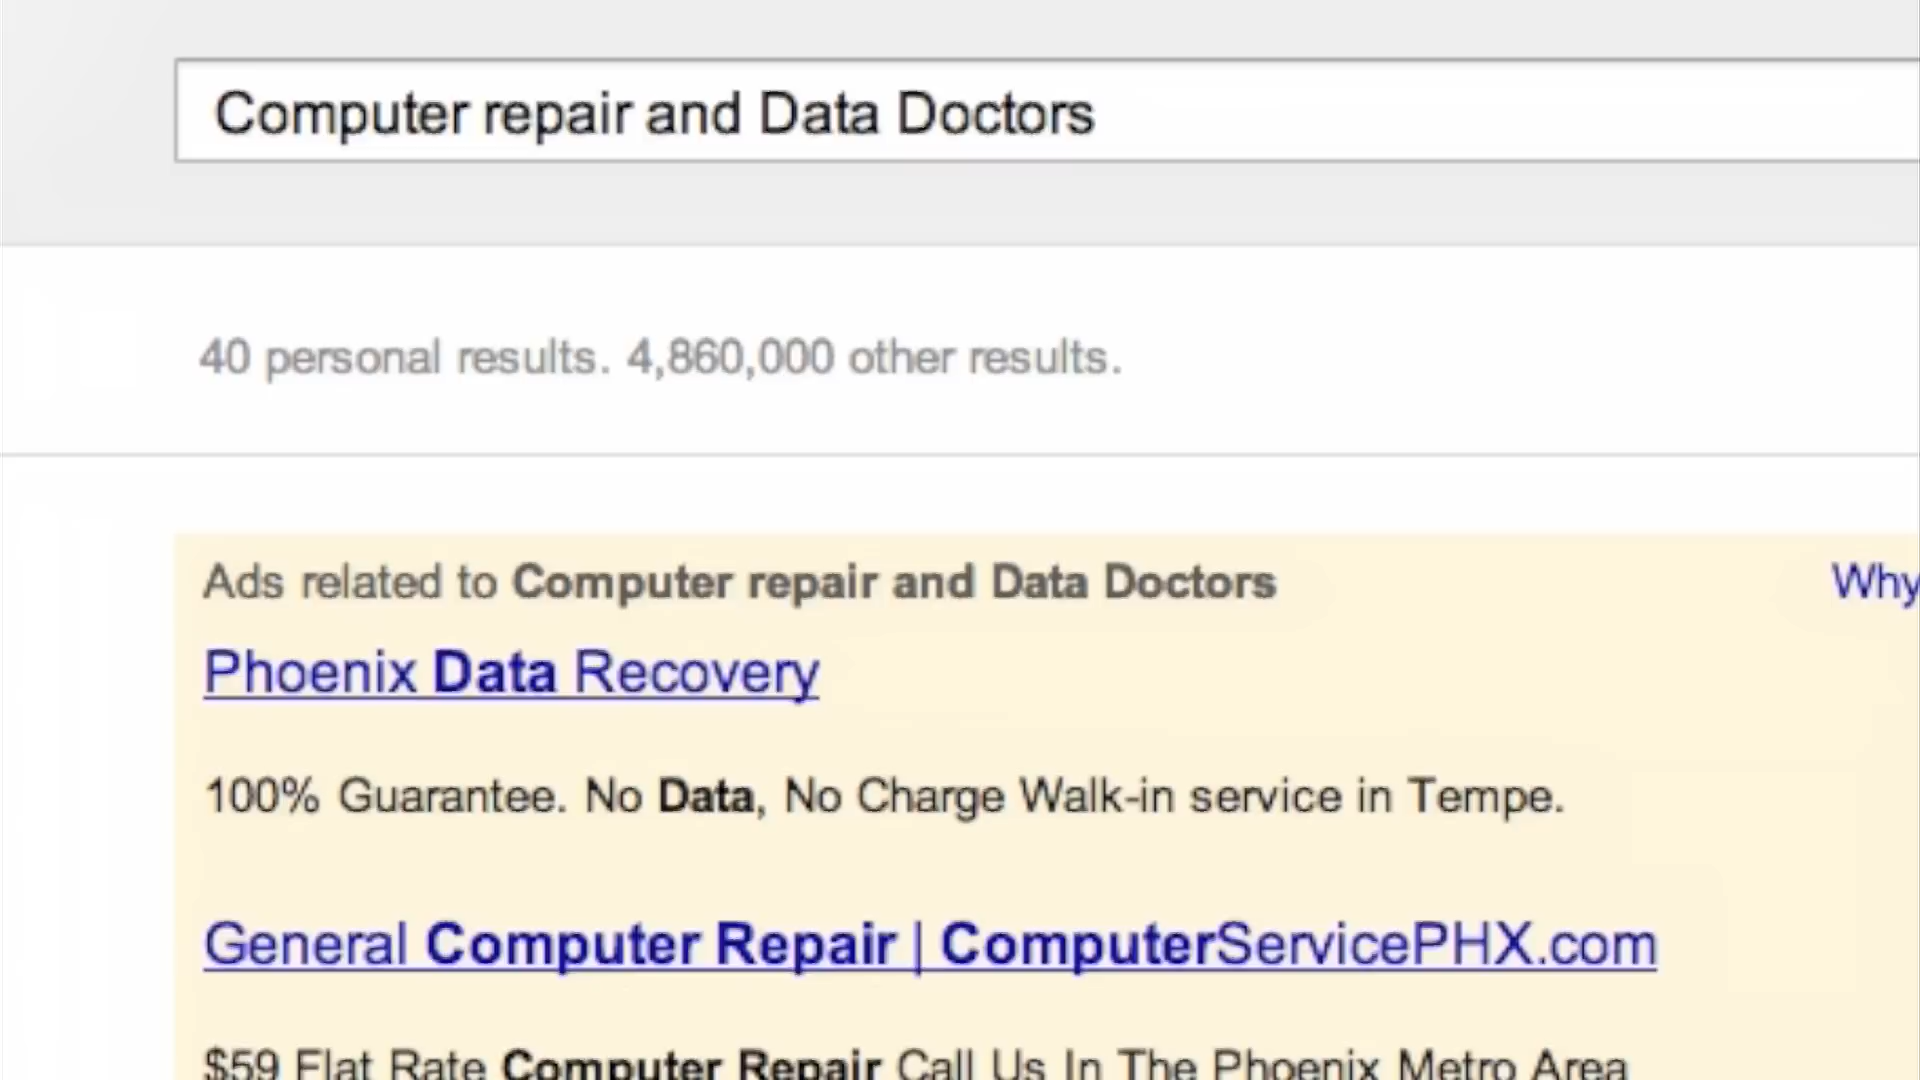 Computer repair and Data Doctors
40 personal results. 4,860,000 other results.
Ads related to Computer repair and Data Doctors
Why
Phoenix Data Recovery
100% Guarantee. No Data, No Charge Walk-in service in Tempe.
General Computer Repair | ComputerServicePHX.com
$59 Flat Rate Computer Repair Call Us In The Phoenix Metro Area